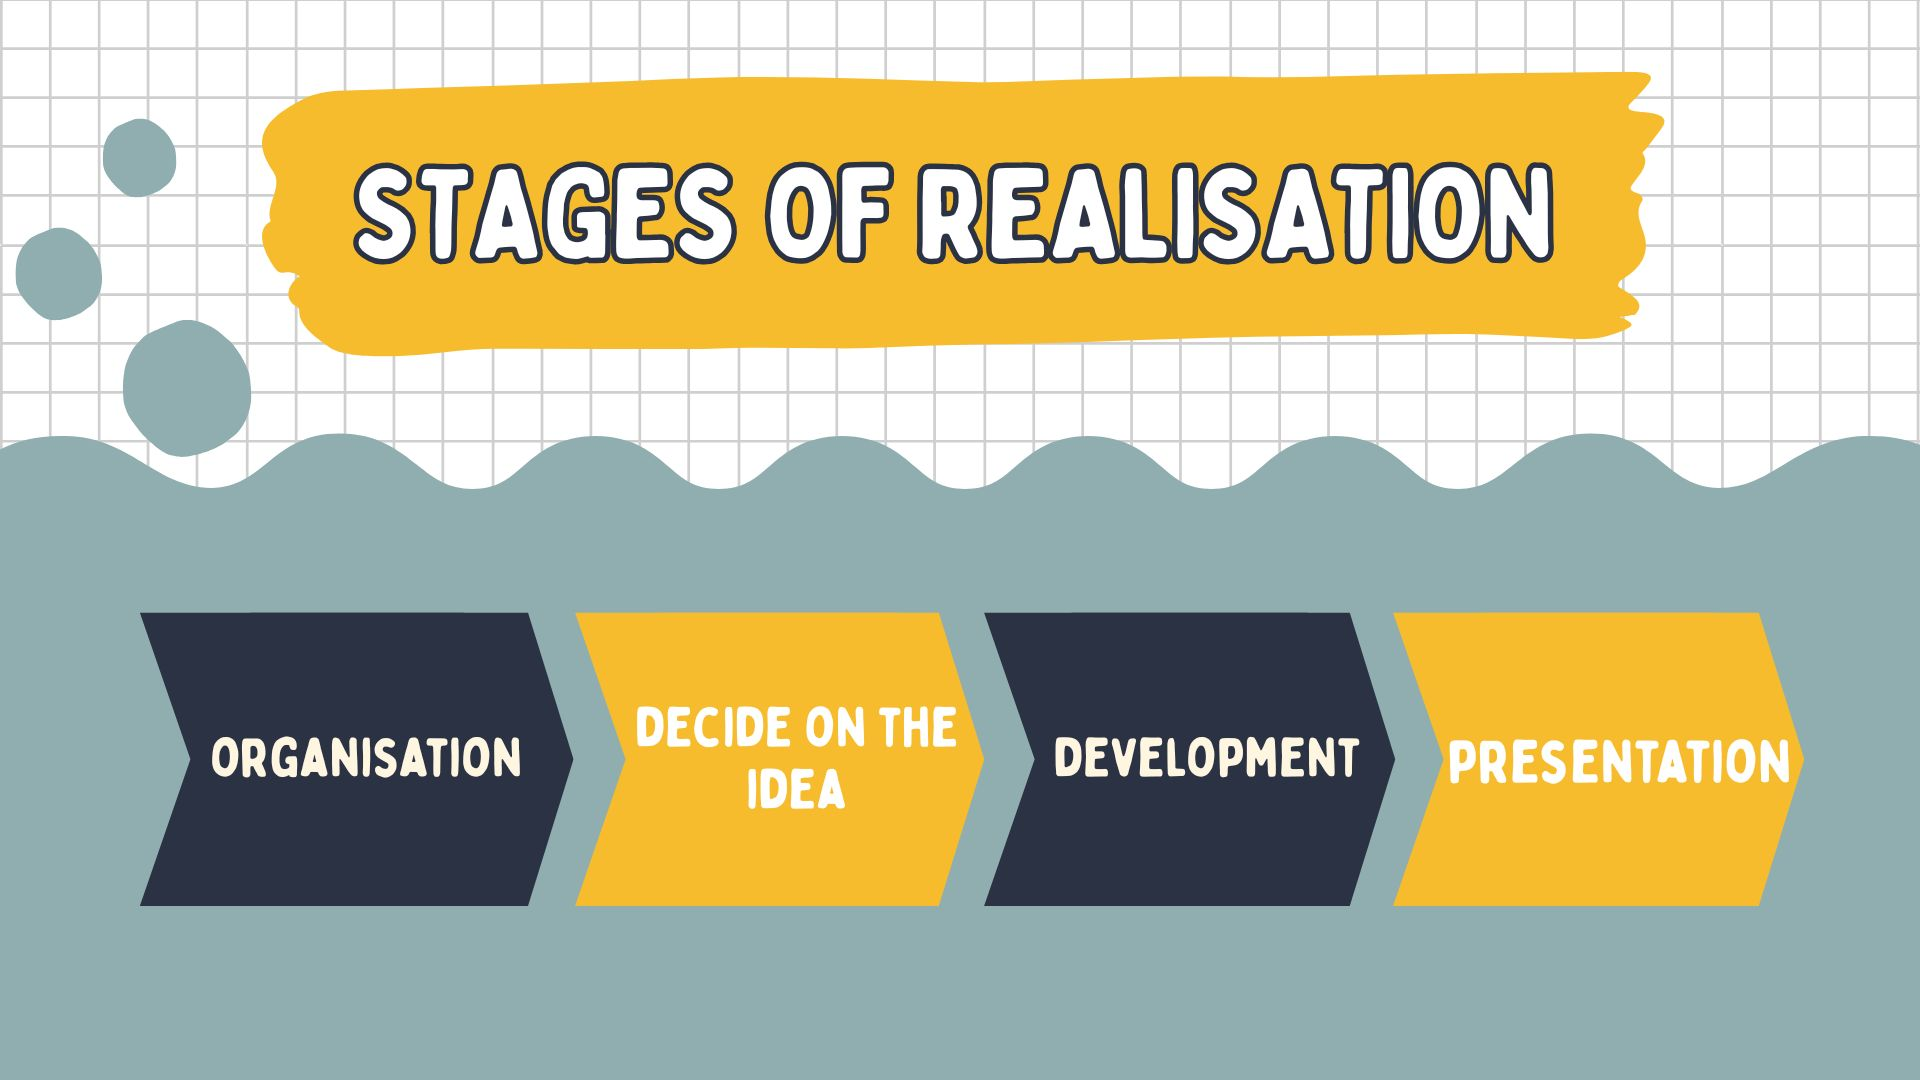 STAGES OF REALISATION
ORGANISATION
DECIDE ON THE
IDEA
DEVELOPMENT
PRESENTATION